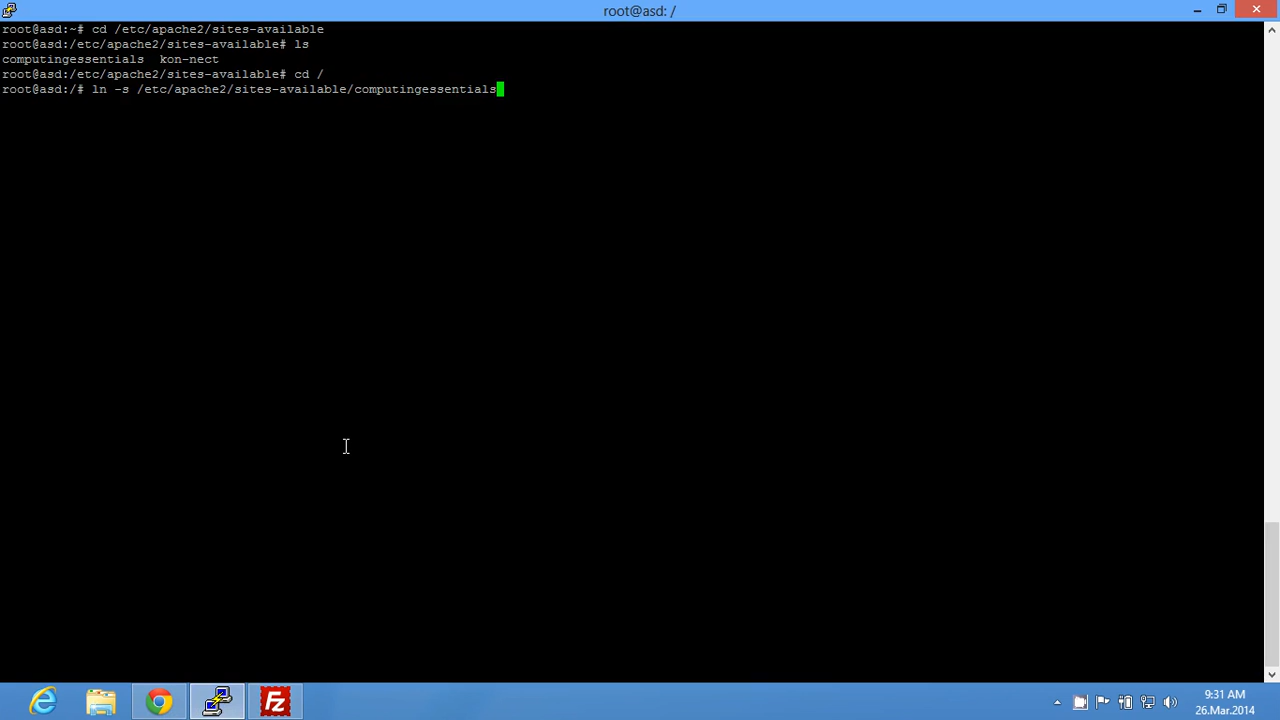 root@asd: /
root@asd:~# cd /etc/apache2/sites-available
root@asd:/etc/apache2/sites-available# ls
computingessentials  kon-nect
root@asd:/etc/apache2/sites-available# cd /
root@asd:/# ln -s /etc/apache2/sites-available/computingessentials
FZ
9:31 AM
26.Mar.2014